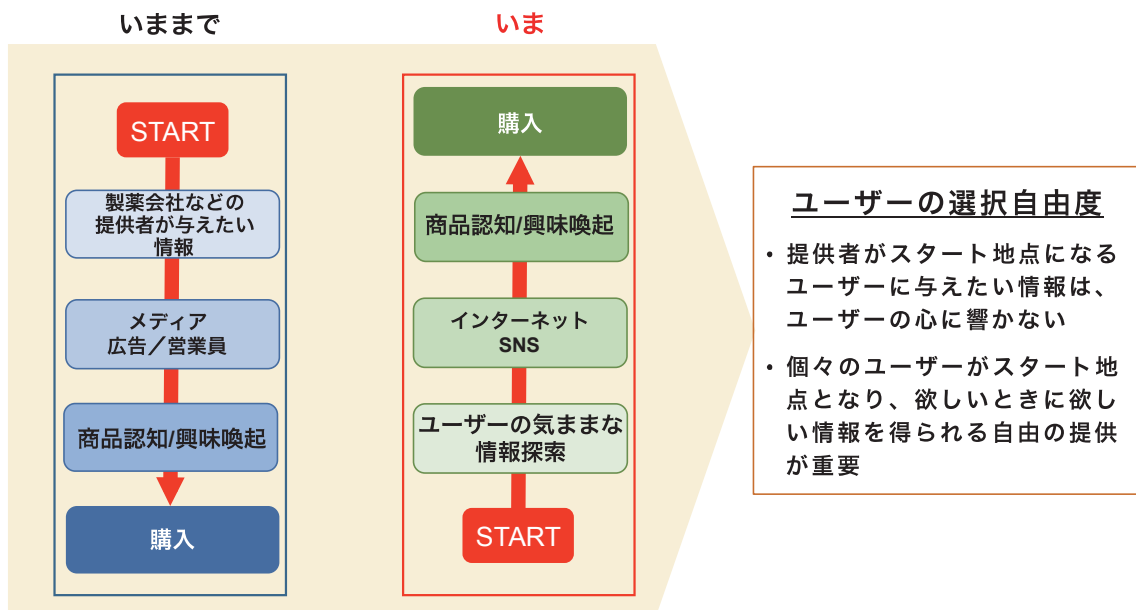 いままで
START
製薬会社などの
提供者が与えたい
情報
メディア
広告／営業員
商品認知/興味喚起
購入
いま
購入
商品認知/興味喚起
インターネット
SNS
ユーザーの気ままな
情報探索
START
ユーザーの選択自由度
• 提供者がスタート地点になる
ユーザーに与えたい情報は、
ユーザーの心に響かない
• 個々のユーザーがスタート地
点となり、欲しいときに欲し
い情報を得られる自由の提供
が重要